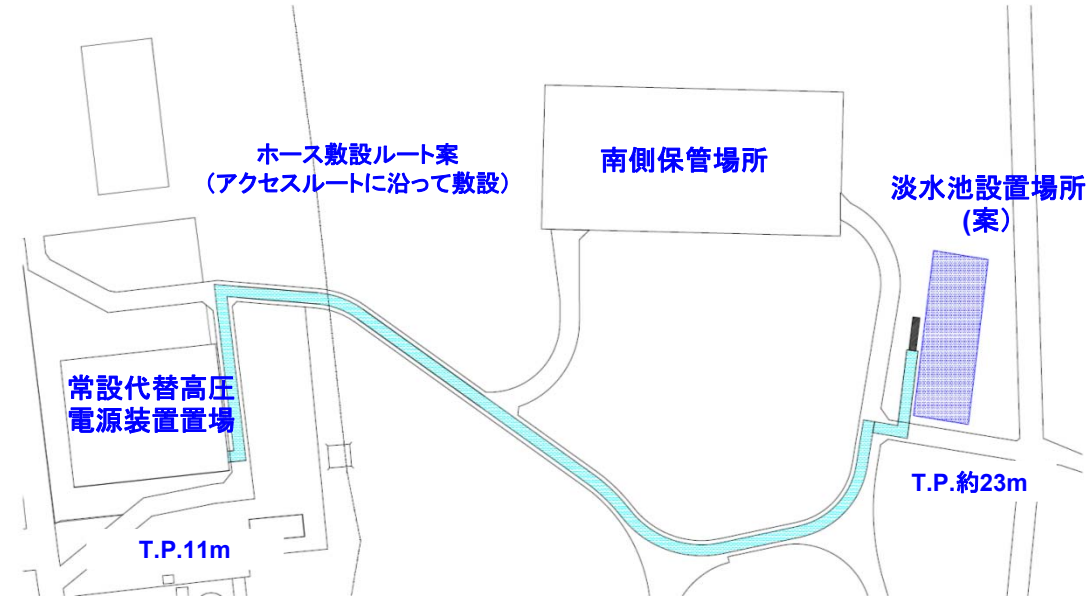 ホース敷設ルート案
（アクセスルートに沿って敷設）
南側保管場所
淡水池設置場所
(案）
常設代替高圧
電源装置置場
T.P.約23m
T.P.11m